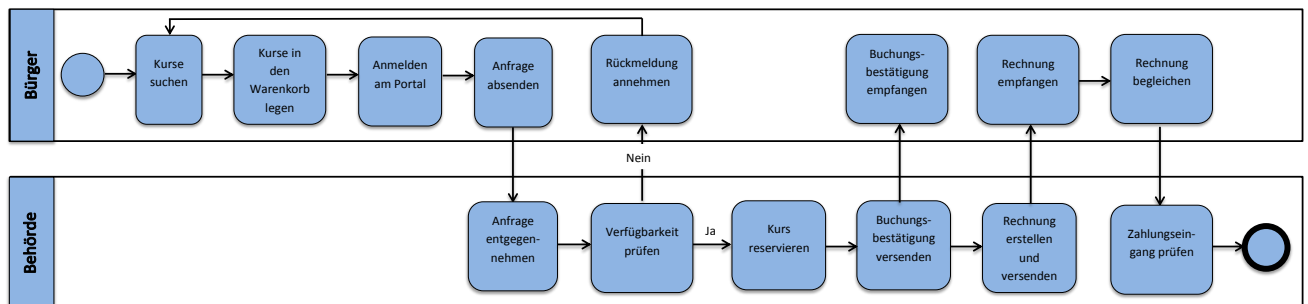 Bürger
Kurse
suchen
Kurse in
den
Warenkorb
legen
Anmelden
am Portal
Anfrage
absenden
Rückmeldung
annehmen
Buchungs-
bestätigung
empfangen
Rechnung
empfangen
Rechnung
begleichen
Nein
Behörde
Anfrage
entgegen-
nehmen
Verfügbarkeit
prüfen
Ja
Kurs
reservieren
Buchungs-
bestätigung
versenden
Rechnung
erstellen
und
versenden
Zahlungsein-
gang prüfen